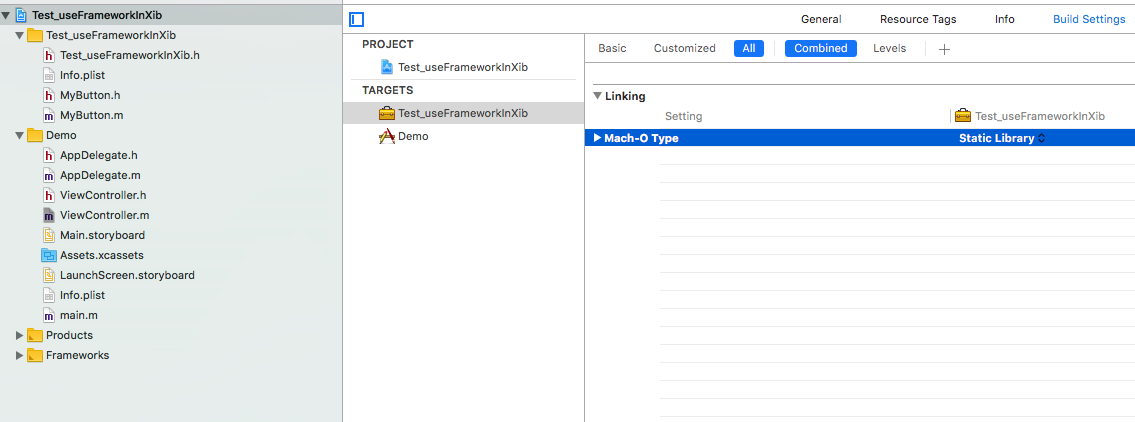 Test_useFrameworkInXib
Test_useFrameworkInXib
Test_useFrameworkInXib.h
Info.plist
MyButton.h
MyButton.m
Demo
AppDelegate.h
AppDelegate.m
ViewController.h
ViewController.m
Main.storyboard
Assets.xcassets
LaunchScreen.storyboard
Info.plist
main.m
Products
Frameworks
PROJECT
Test_useFrameworkInXib
TARGETS
Test_useFrameworkInXib
Demo
General Resource Tags Info Build Settings
Basic Customized All Combined Levels +
Linking
Setting Test_useFrameworkInXib
Mach-O Type Static Library